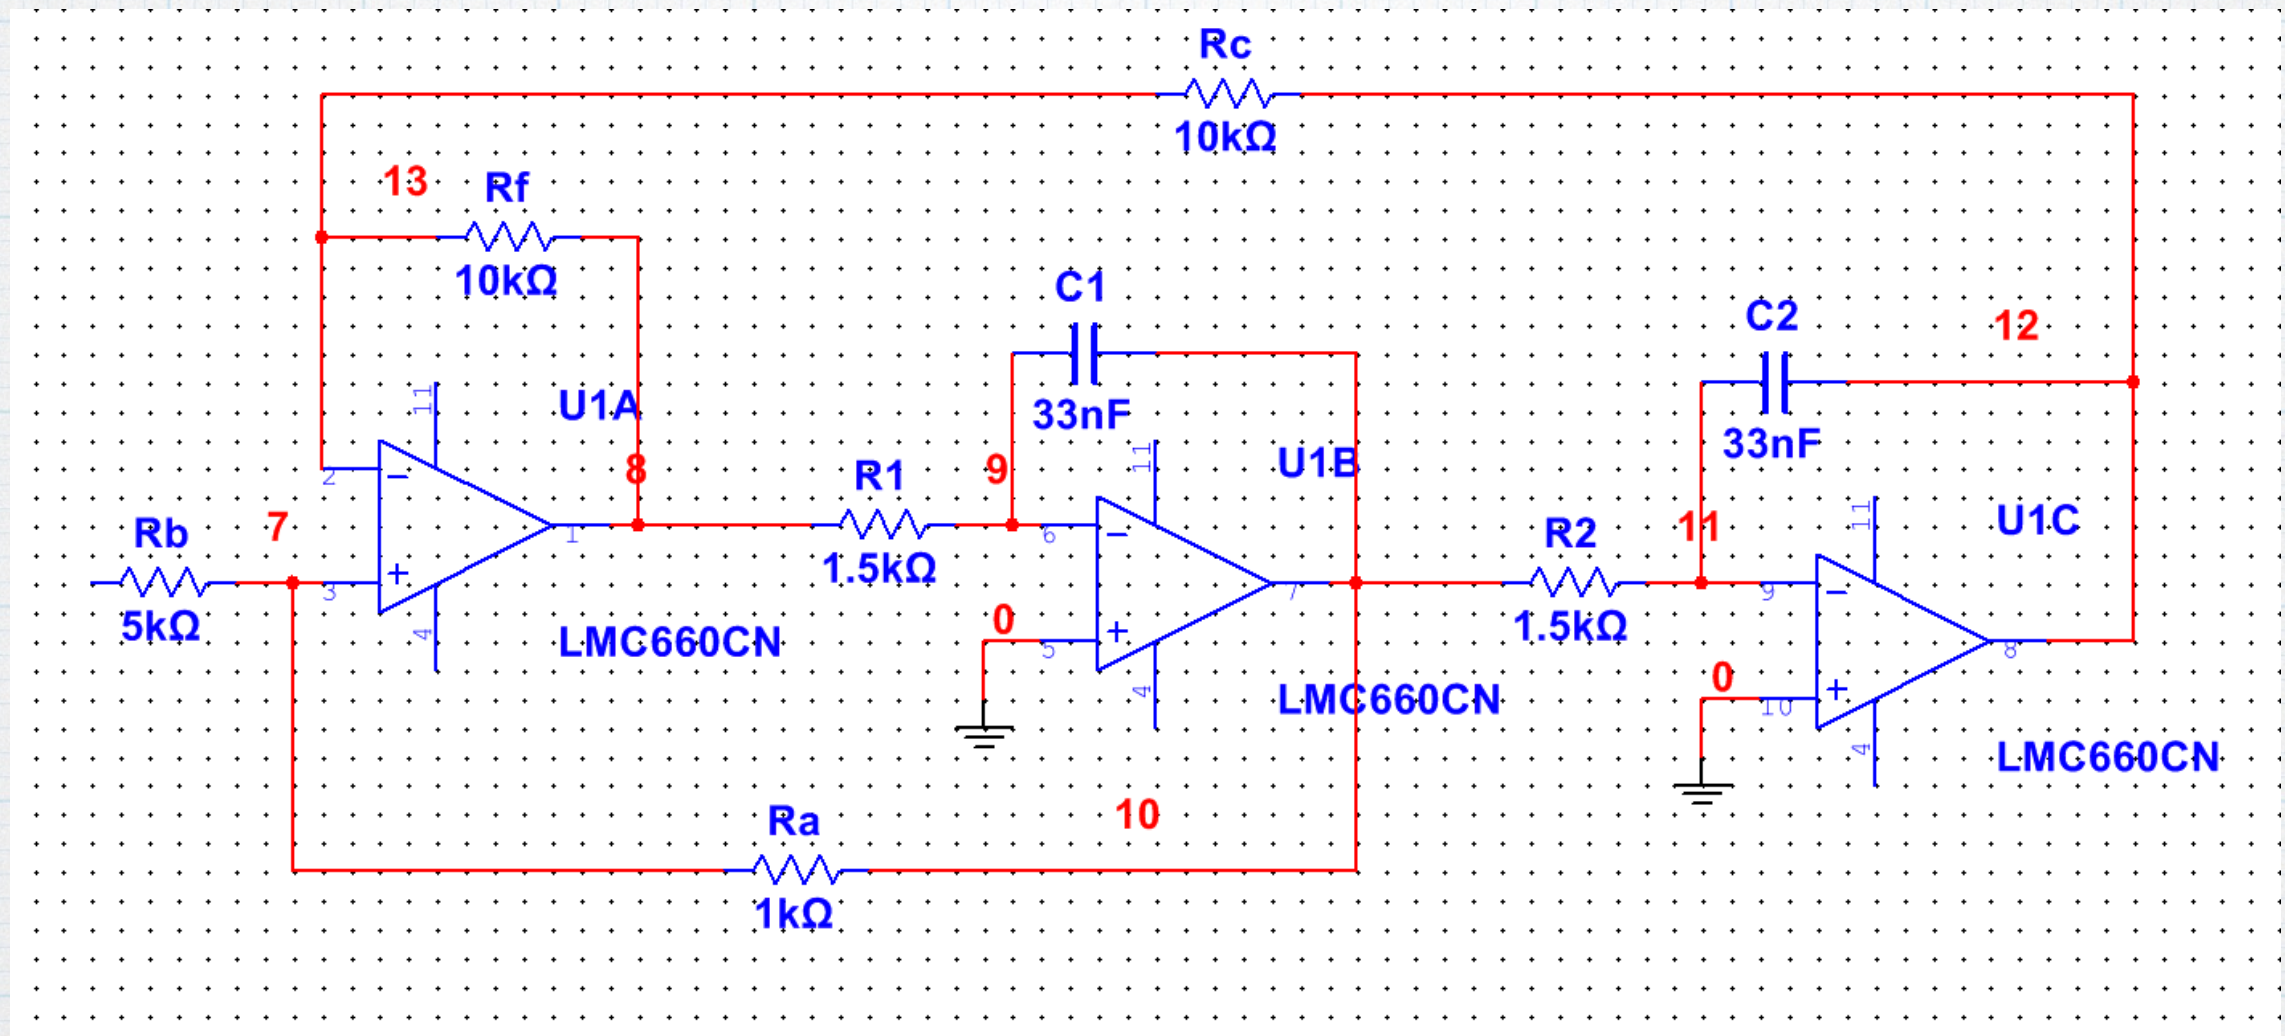 Rc
10kΩ
13
Rf
10kΩ
C1
33nF
C2
33nF
12
11
U1A
2
8
7
Rb
5kΩ
3
1
4
LMC660CN
R1
1.5kΩ
9
6
11
U1B
0
5
7
4
LMC660CN
R2
1.5kΩ
11
9
11
U1C
0
10
8
4
LMC660CN
10
Ra
1kΩ